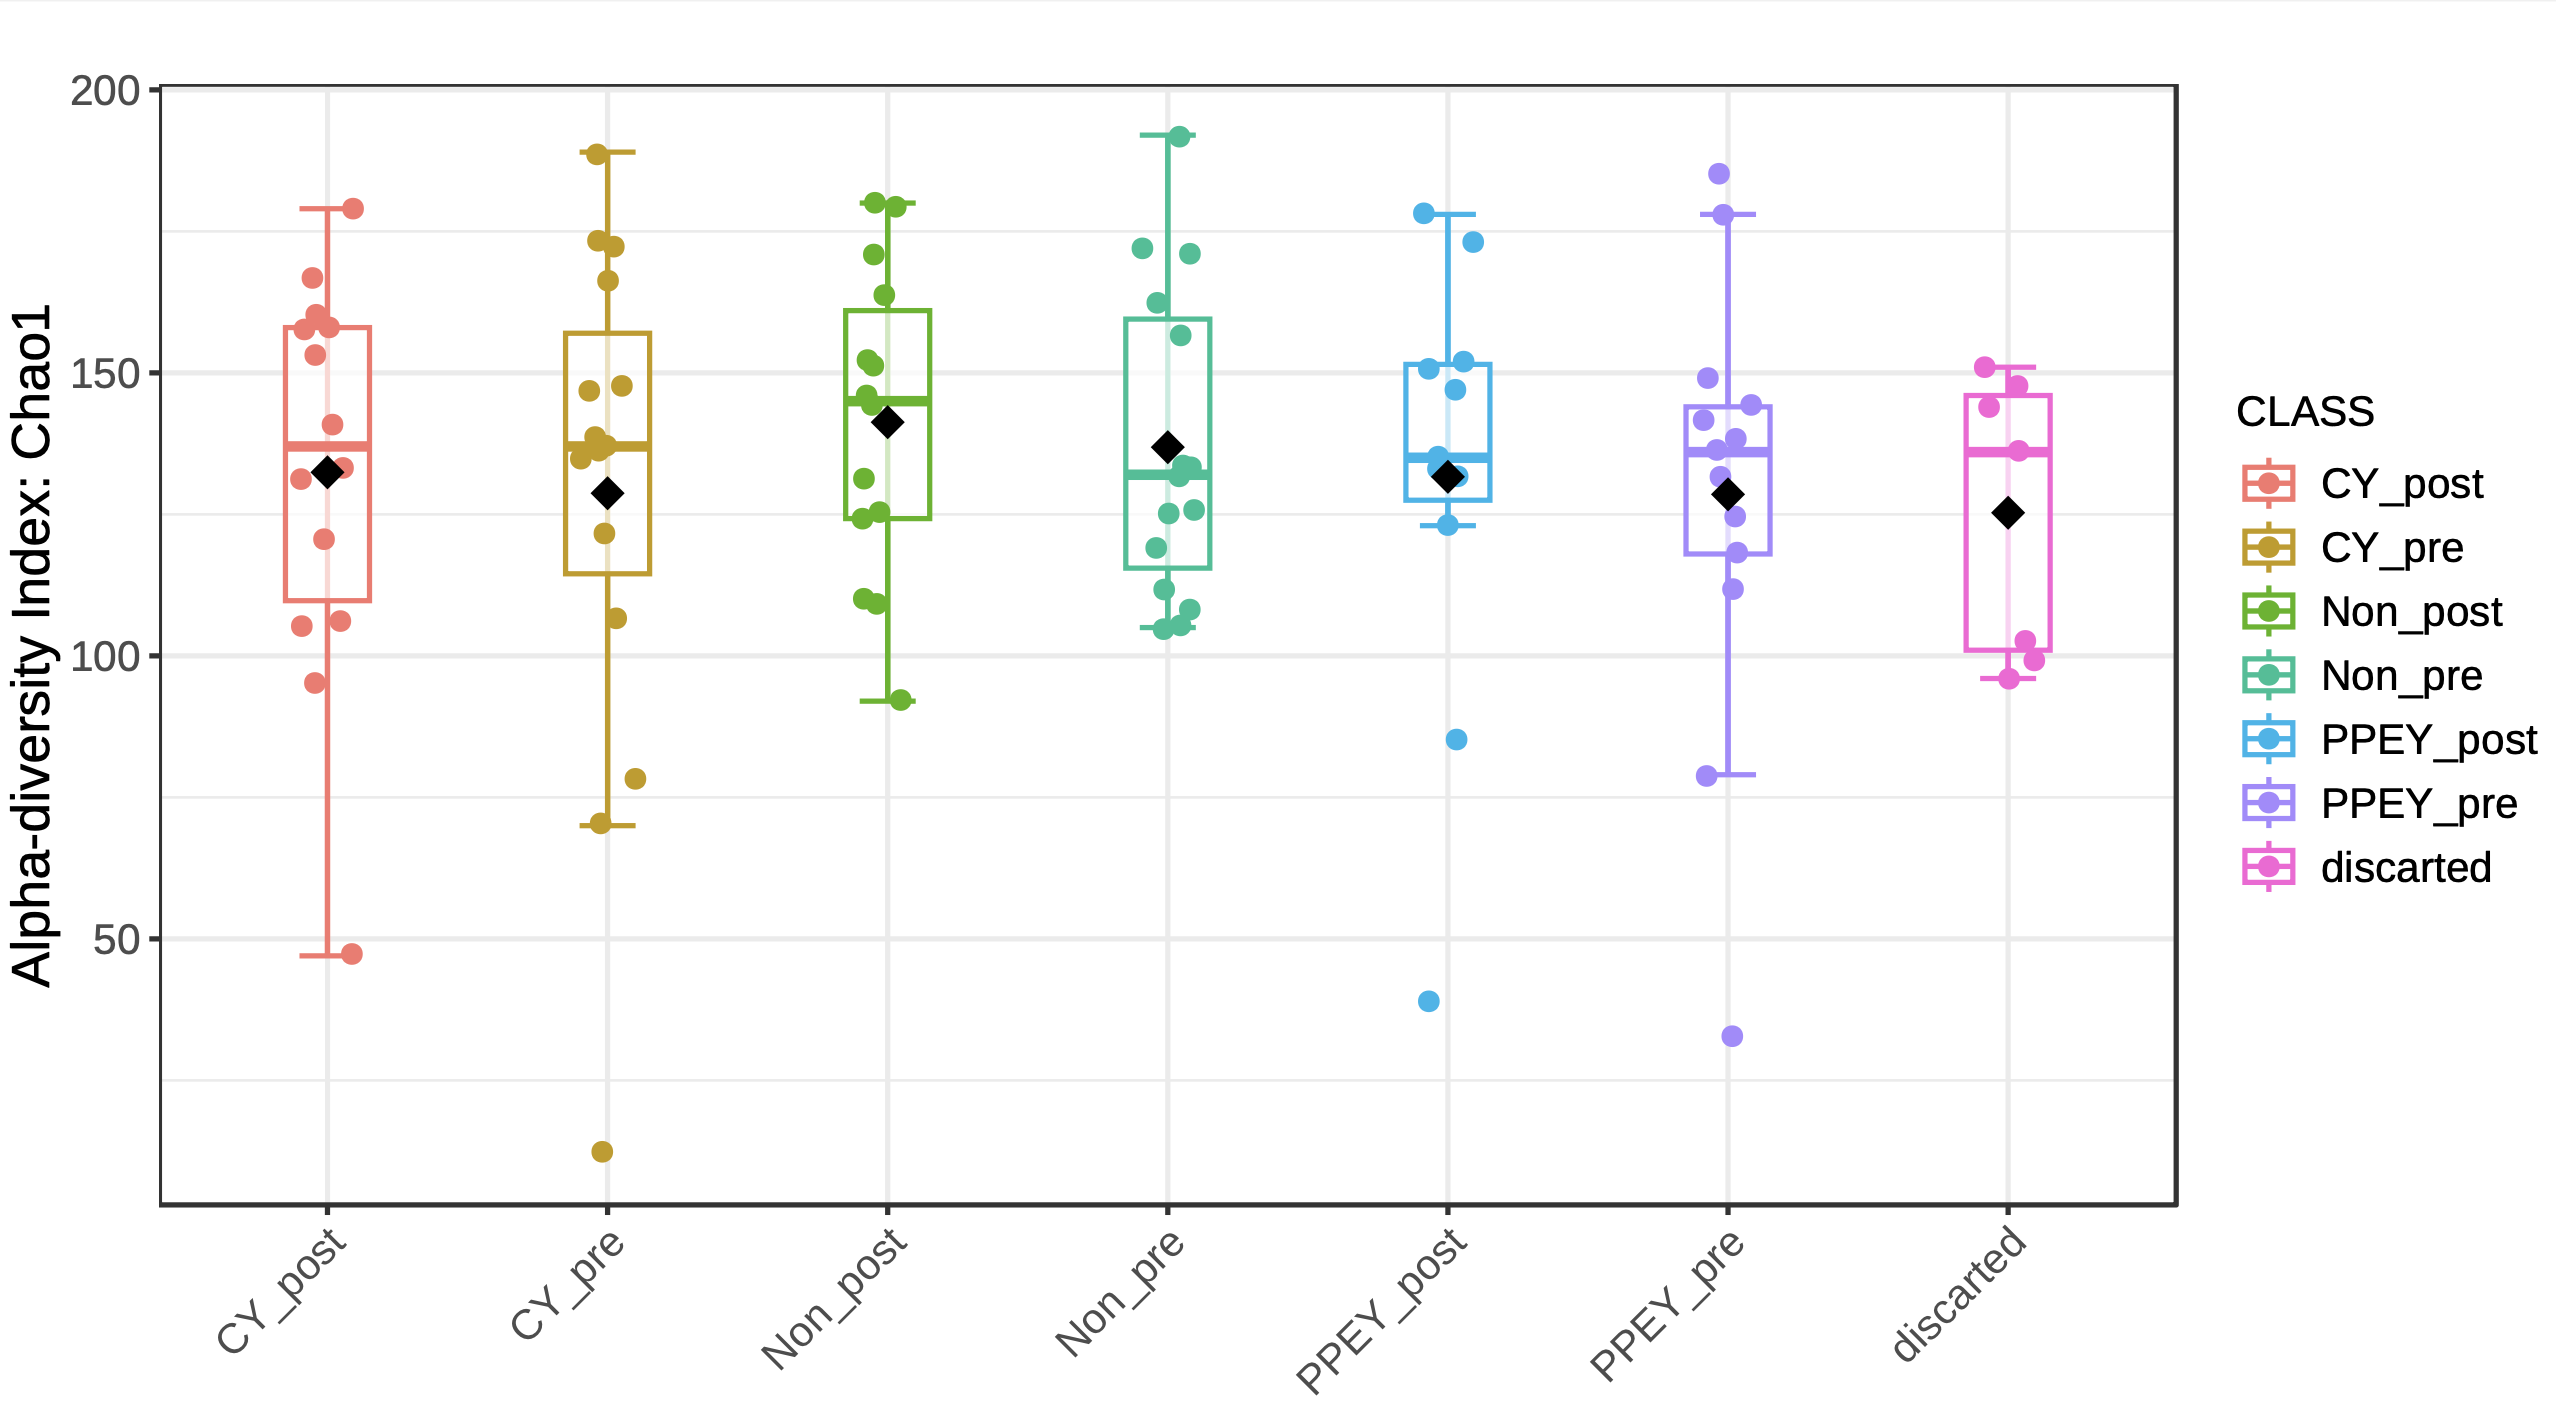 Alpha-diversity Index: Chao1
200
150
100
50
CY_post
CY_pre
Non_post
Non_pre
PPEY_post
PPEY_pre
discarted
CLASS
CY_post
CY_pre
Non_post
Non_pre
PPEY_post
PPEY_pre
discarted